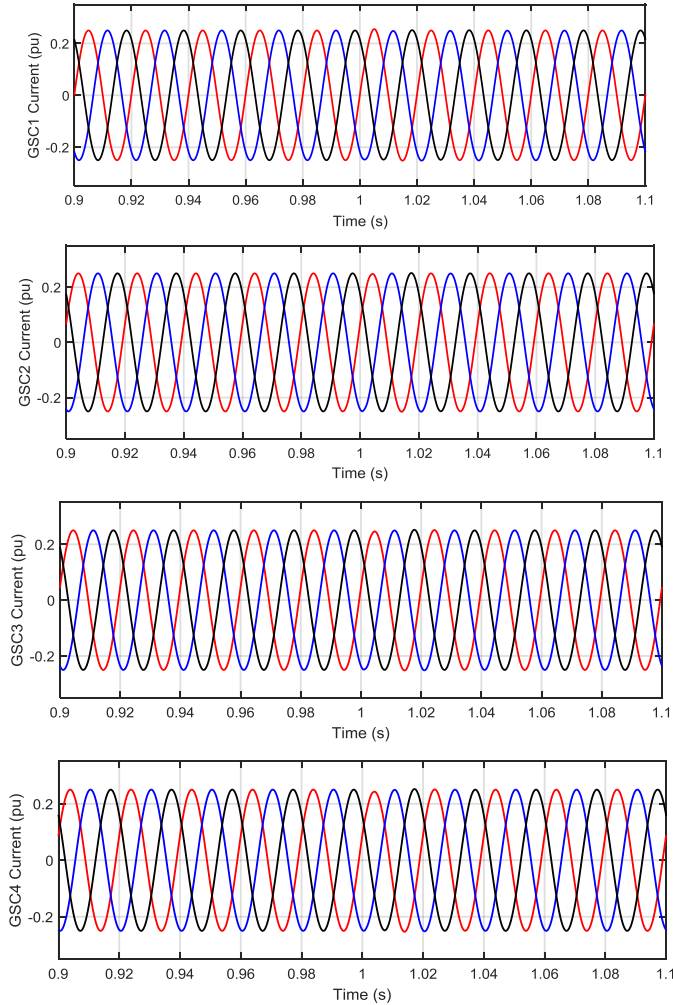 GSC1 Current (pu)
0.2
0
-0.2
0.9 0.92 0.94 0.96 0.98 1 1.02 1.04 1.06 1.08 1.1
Time (s)
GSC2 Current (pu)
0.2
0
-0.2
0.9 0.92 0.94 0.96 0.98 1 1.02 1.04 1.06 1.08 1.1
Time (s)
GSC3 Current (pu)
0.2
0
-0.2
0.9 0.92 0.94 0.96 0.98 1 1.02 1.04 1.06 1.08 1.1
Time (s)
GSC4 Current (pu)
0.2
0
-0.2
0.9 0.92 0.94 0.96 0.98 1 1.02 1.04 1.06 1.08 1.1
Time (s)